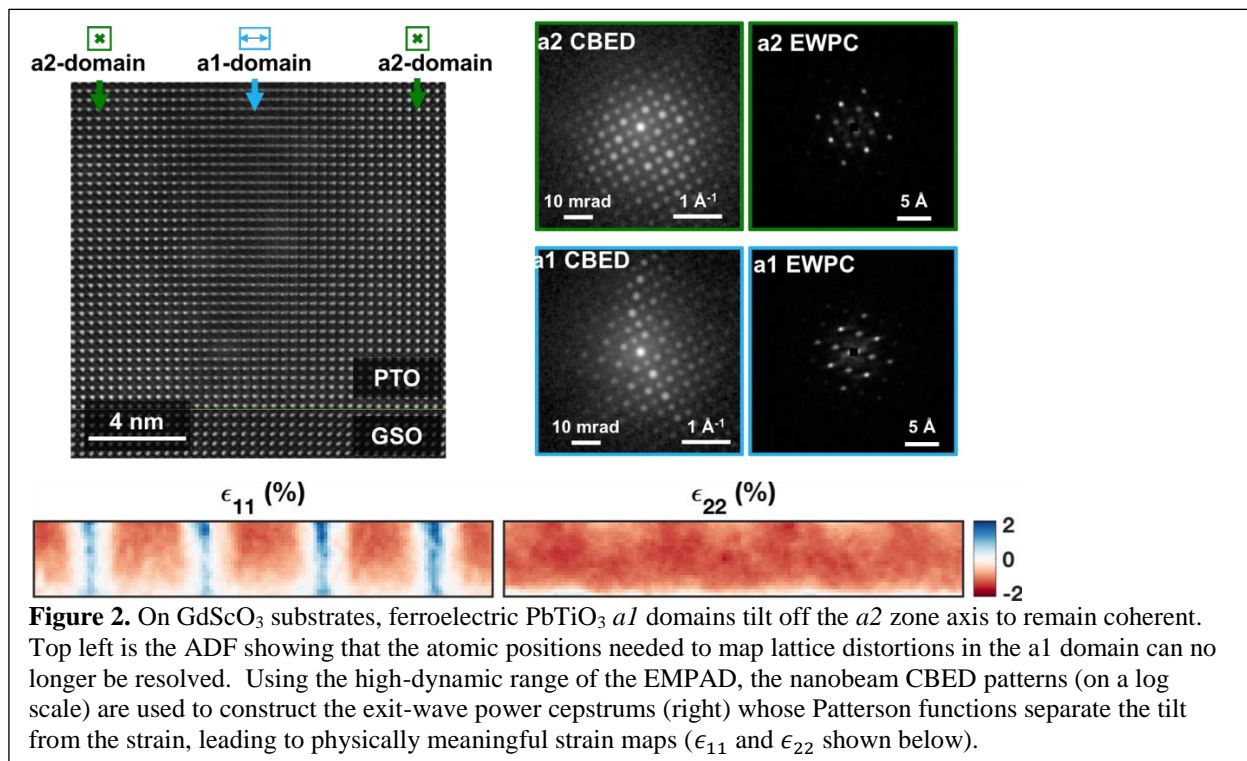 a2-domain
a1-domain
a2-domain
PTO
GSO
4 nm
a2 CBED
10 mrad
1 Å⁻¹
a2 EWPC
5 Å
a1 CBED
10 mrad
1 Å⁻¹
a1 EWPC
5 Å
ϵ₁₁ (%)
ϵ₂₂ (%)
2
0
-2
Figure 2. On GdScO₃ substrates, ferroelectric PbTiO₃ a1 domains tilt off the a2 zone axis to remain coherent.
Top left is the ADF showing that the atomic positions needed to map lattice distortions in the a1 domain can no
longer be resolved. Using the high-dynamic range of the EMPAD, the nanobeam CBED patterns (on a log
scale) are used to construct the exit-wave power cepstrums (right) whose Patterson functions separate the tilt
from the strain, leading to physically meaningful strain maps (ϵ₁₁ and ϵ₂₂ shown below).